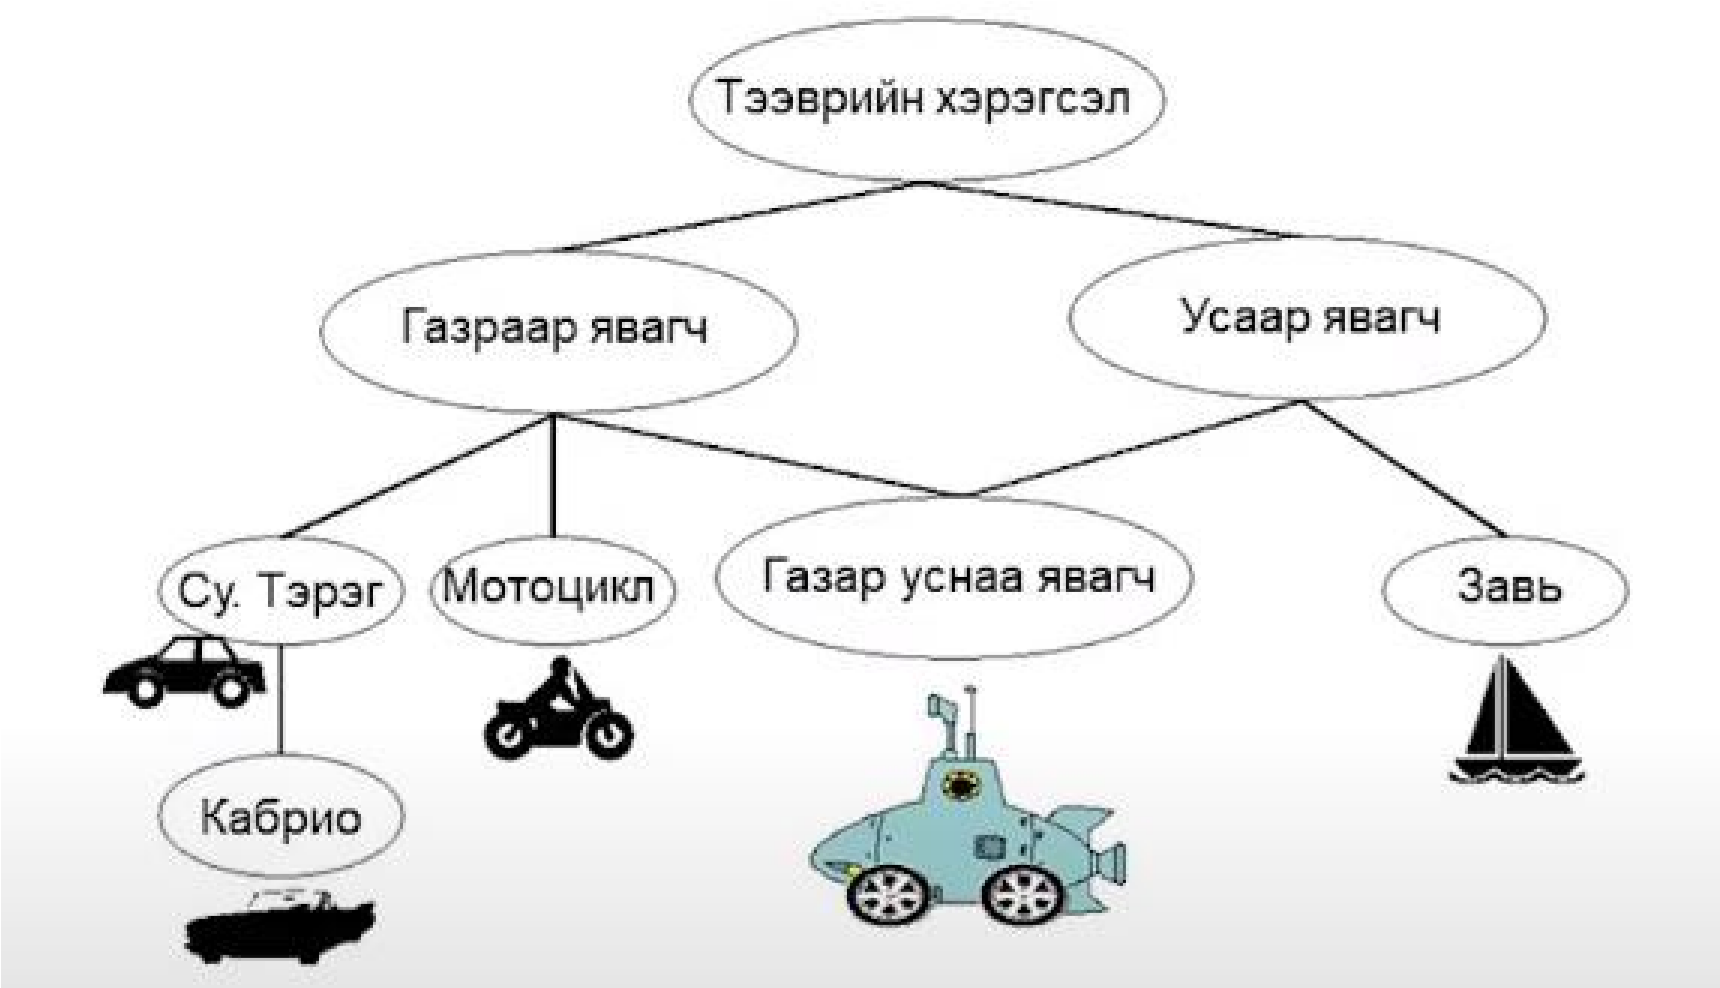 Тээврийн хэрэгсэл
Газраар явагч
Усаар явагч
Су. Тэрэг
Мотоцикл
Газар уснаа явагч
Завь
Кабрио